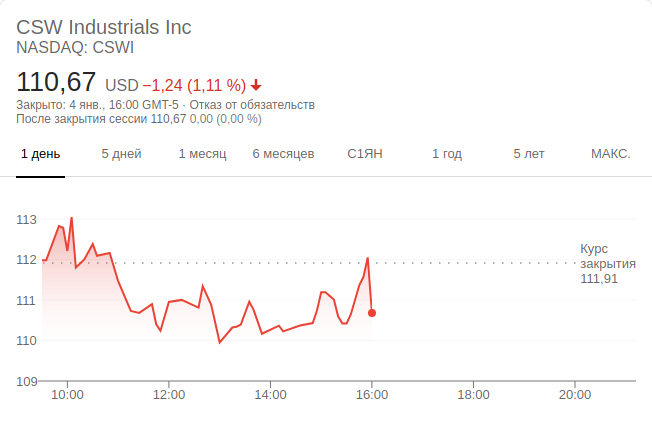 CSW Industrials Inc
NASDAQ: CSWI
110,67 USD −1,24 (1,11 %)
Закрыто: 4 янв., 16:00 GMT-5 · Отказ от обязательств
После закрытия сессии 110,67 0,00 (0,00 %)
1 день 5 дней 1 месяц 6 месяцев С1ЯН 1 год 5 лет МАКС.
113
112
111
110
109
Курс
закрытия
111,91
10:00 12:00 14:00 16:00 18:00 20:00